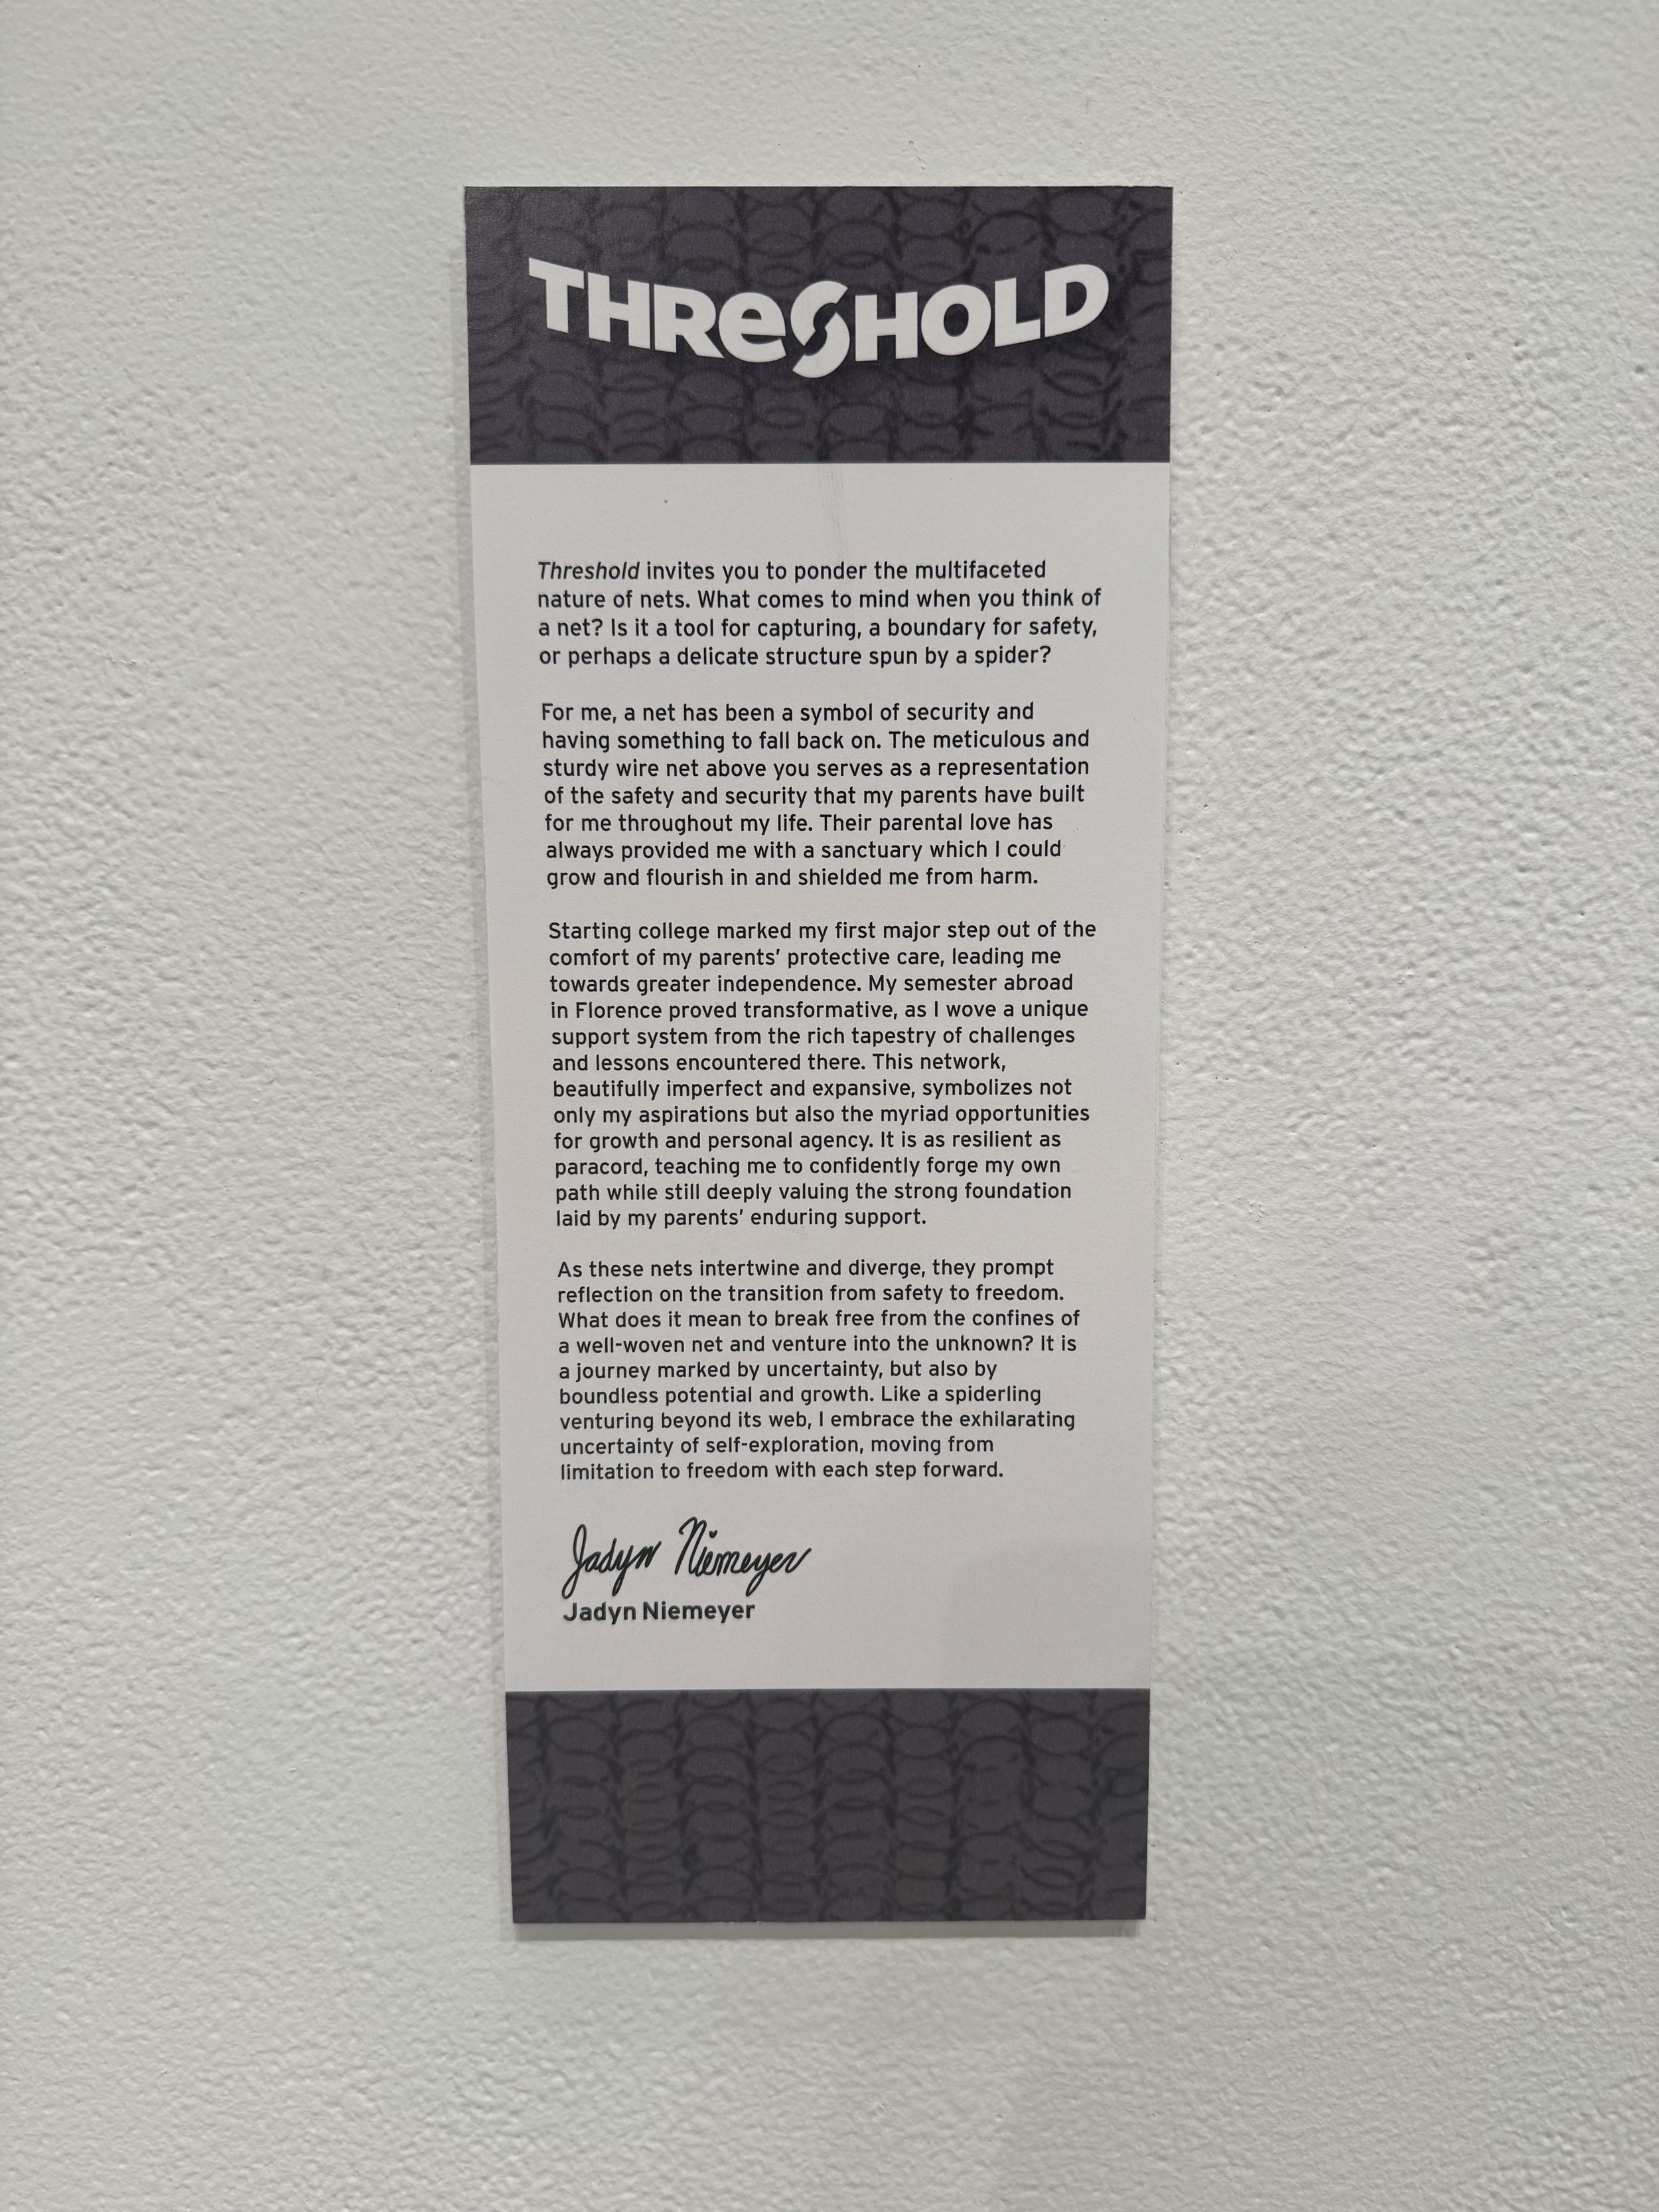 THReSHOLD
Threshold invites you to ponder the multifaceted
nature of nets. What comes to mind when you think of
a net? Is it a tool for capturing, a boundary for safety,
or perhaps a delicate structure spun by a spider?
For me, a net has been a symbol of security and
having something to fall back on. The meticulous and
sturdy wire net above you serves as a representation
of the safety and security that my parents have built
for me throughout my life. Their parental love has
always provided me with a sanctuary which I could
grow and flourish in and shielded me from harm.
Starting college marked my first major step out of the
comfort of my parents’ protective care, leading me
towards greater independence. My semester abroad
in Florence proved transformative, as I wove a unique
support system from the rich tapestry of challenges
and lessons encountered there. This network,
beautifully imperfect and expansive, symbolizes not
only my aspirations but also the myriad opportunities
for growth and personal agency. It is as resilient as
paracord, teaching me to confidently forge my own
path while still deeply valuing the strong foundation
laid by my parents’ enduring support.
As these nets intertwine and diverge, they prompt
reflection on the transition from safety to freedom.
What does it mean to break free from the confines of
a well-woven net and venture into the unknown? It is
a journey marked by uncertainty, but also by
boundless potential and growth. Like a spiderling
venturing beyond its web, I embrace the exhilarating
uncertainty of self-exploration, moving from
limitation to freedom with each step forward.
Jadyn Niemeyer
Jadyn Niemeyer